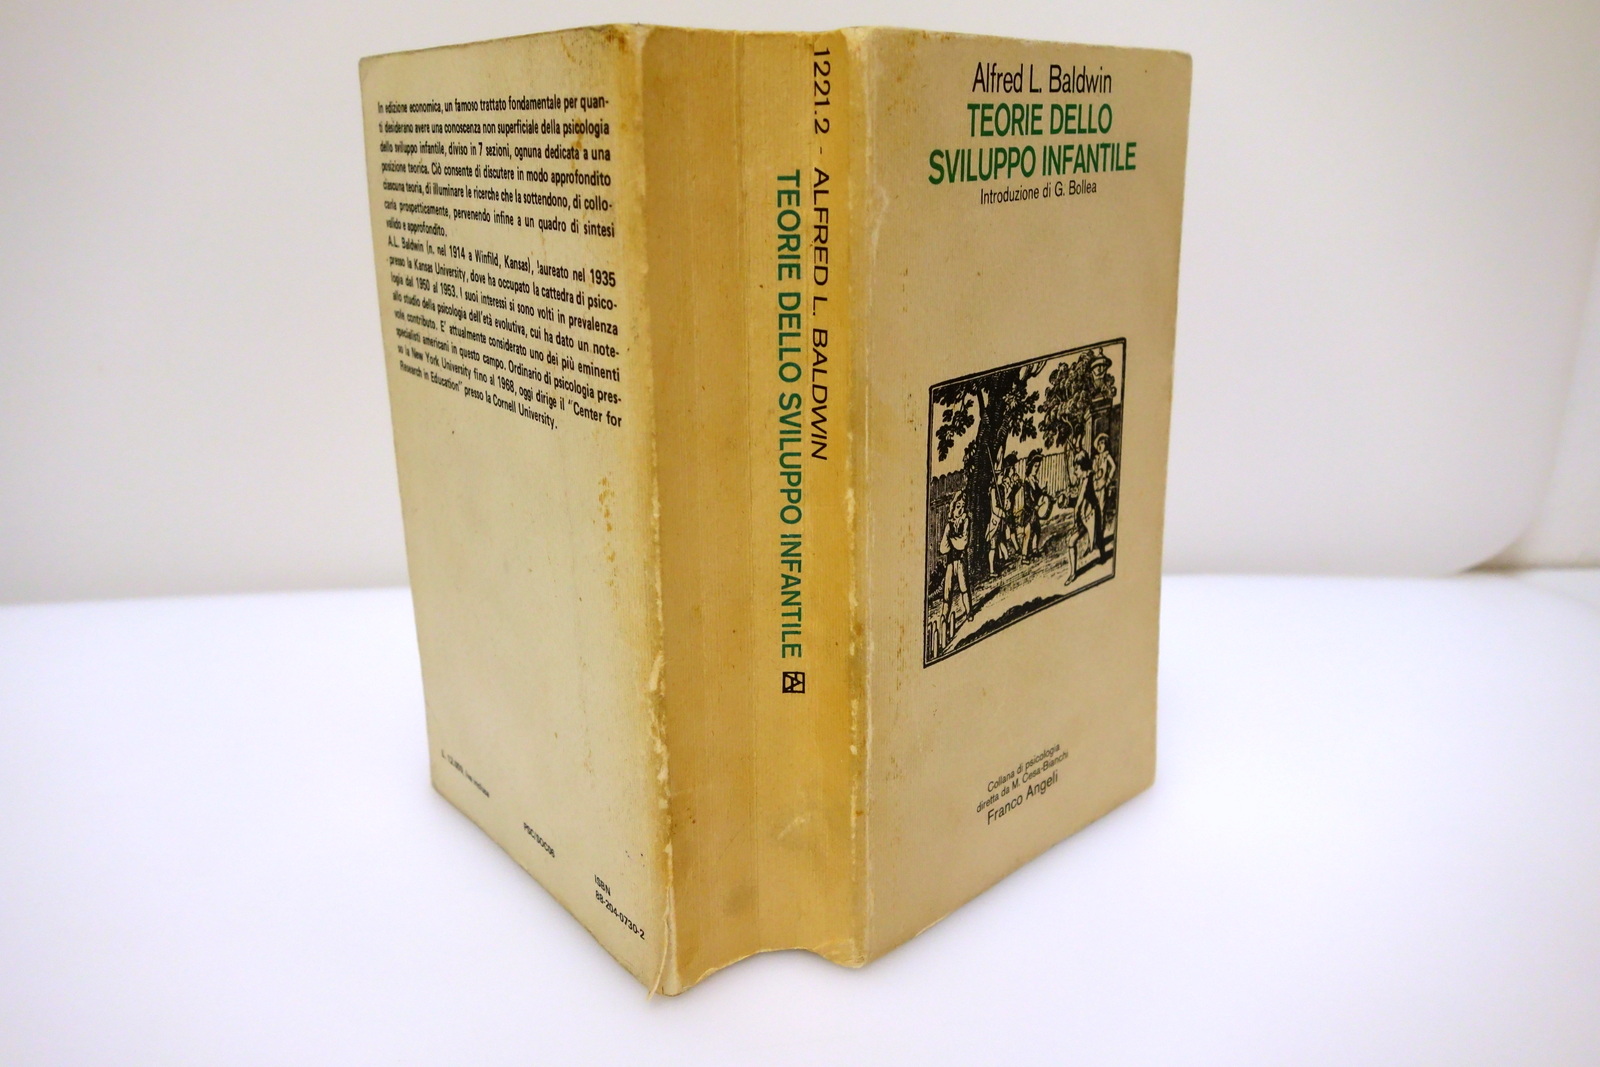 In edizione economica, un famoso trattato fondamentale per quan-
ti desiderano avere una conoscenza non superficiale della psicologia
dello sviluppo infantile, diviso in 7 sezioni, ognuna dedicata a una
posizione teorica. Ciò consente di discutere in modo approfondito
ciascuna teoria, di illuminare le ricerche che la sottendono, di collo-
carla prospetticamente, pervenendo infine a un quadro di sintesi
valido e approfondito.
A.L. Baldwin (n. nel 1914 a Winfild, Kansas), laureato nel 1935
presso la Kansas University, dove ha occupato la cattedra di psico-
logia dal 1950 al 1953. I suoi interessi si sono volti in prevalenza
allo studio della psicologia dell'età evolutiva, cui ha dato un note-
vole contributo. E' attualmente considerato uno dei più eminenti
specialisti americani in questo campo. Ordinario di psicologia pres-
so la New York University fino al 1968, oggi dirige il "Center for
Research in Education" presso la Cornell University.
ISBN
88-204-0730-2
1221.2 - ALFRED L. BALDWIN
TEORIE DELLO SVILUPPO INFANTILE
Alfred L. Baldwin
TEORIE DELLO
SVILUPPO INFANTILE
Introduzione di G. Bollea
Collana di psicologia
diretta da M. Cesa-Bianchi
Franco Angeli